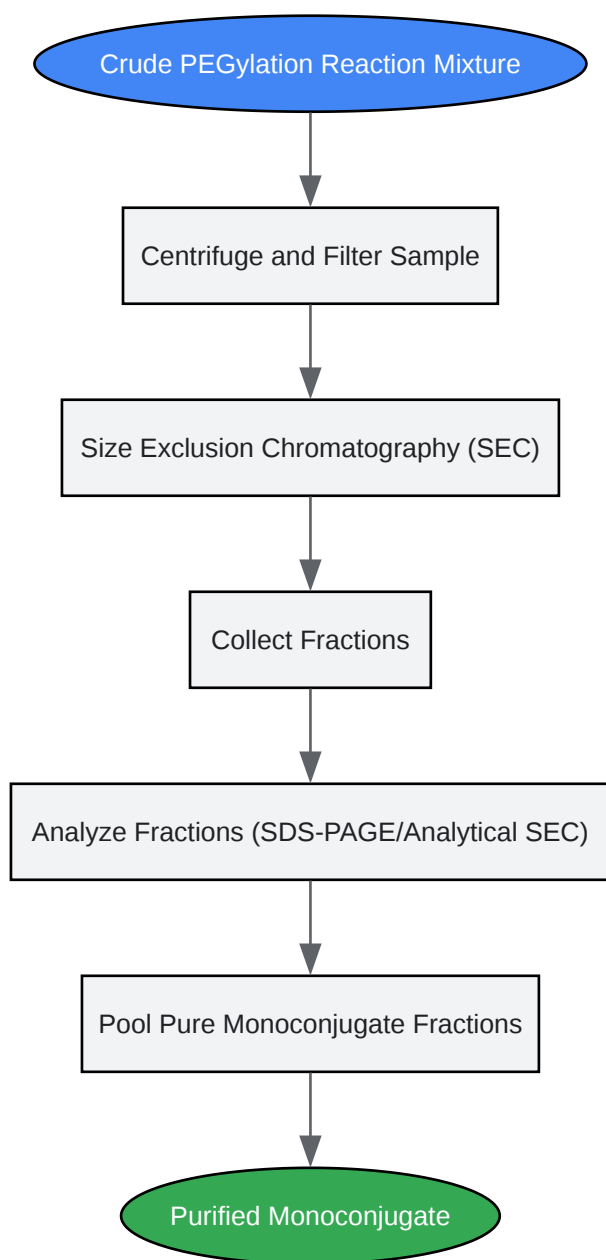 Crude PEGylation Reaction Mixture
Centrifuge and Filter Sample
Size Exclusion Chromatography (SEC)
Collect Fractions
Analyze Fractions (SDS-PAGE/Analytical SEC)
Pool Pure Monoconjugate Fractions
Purified Monoconjugate